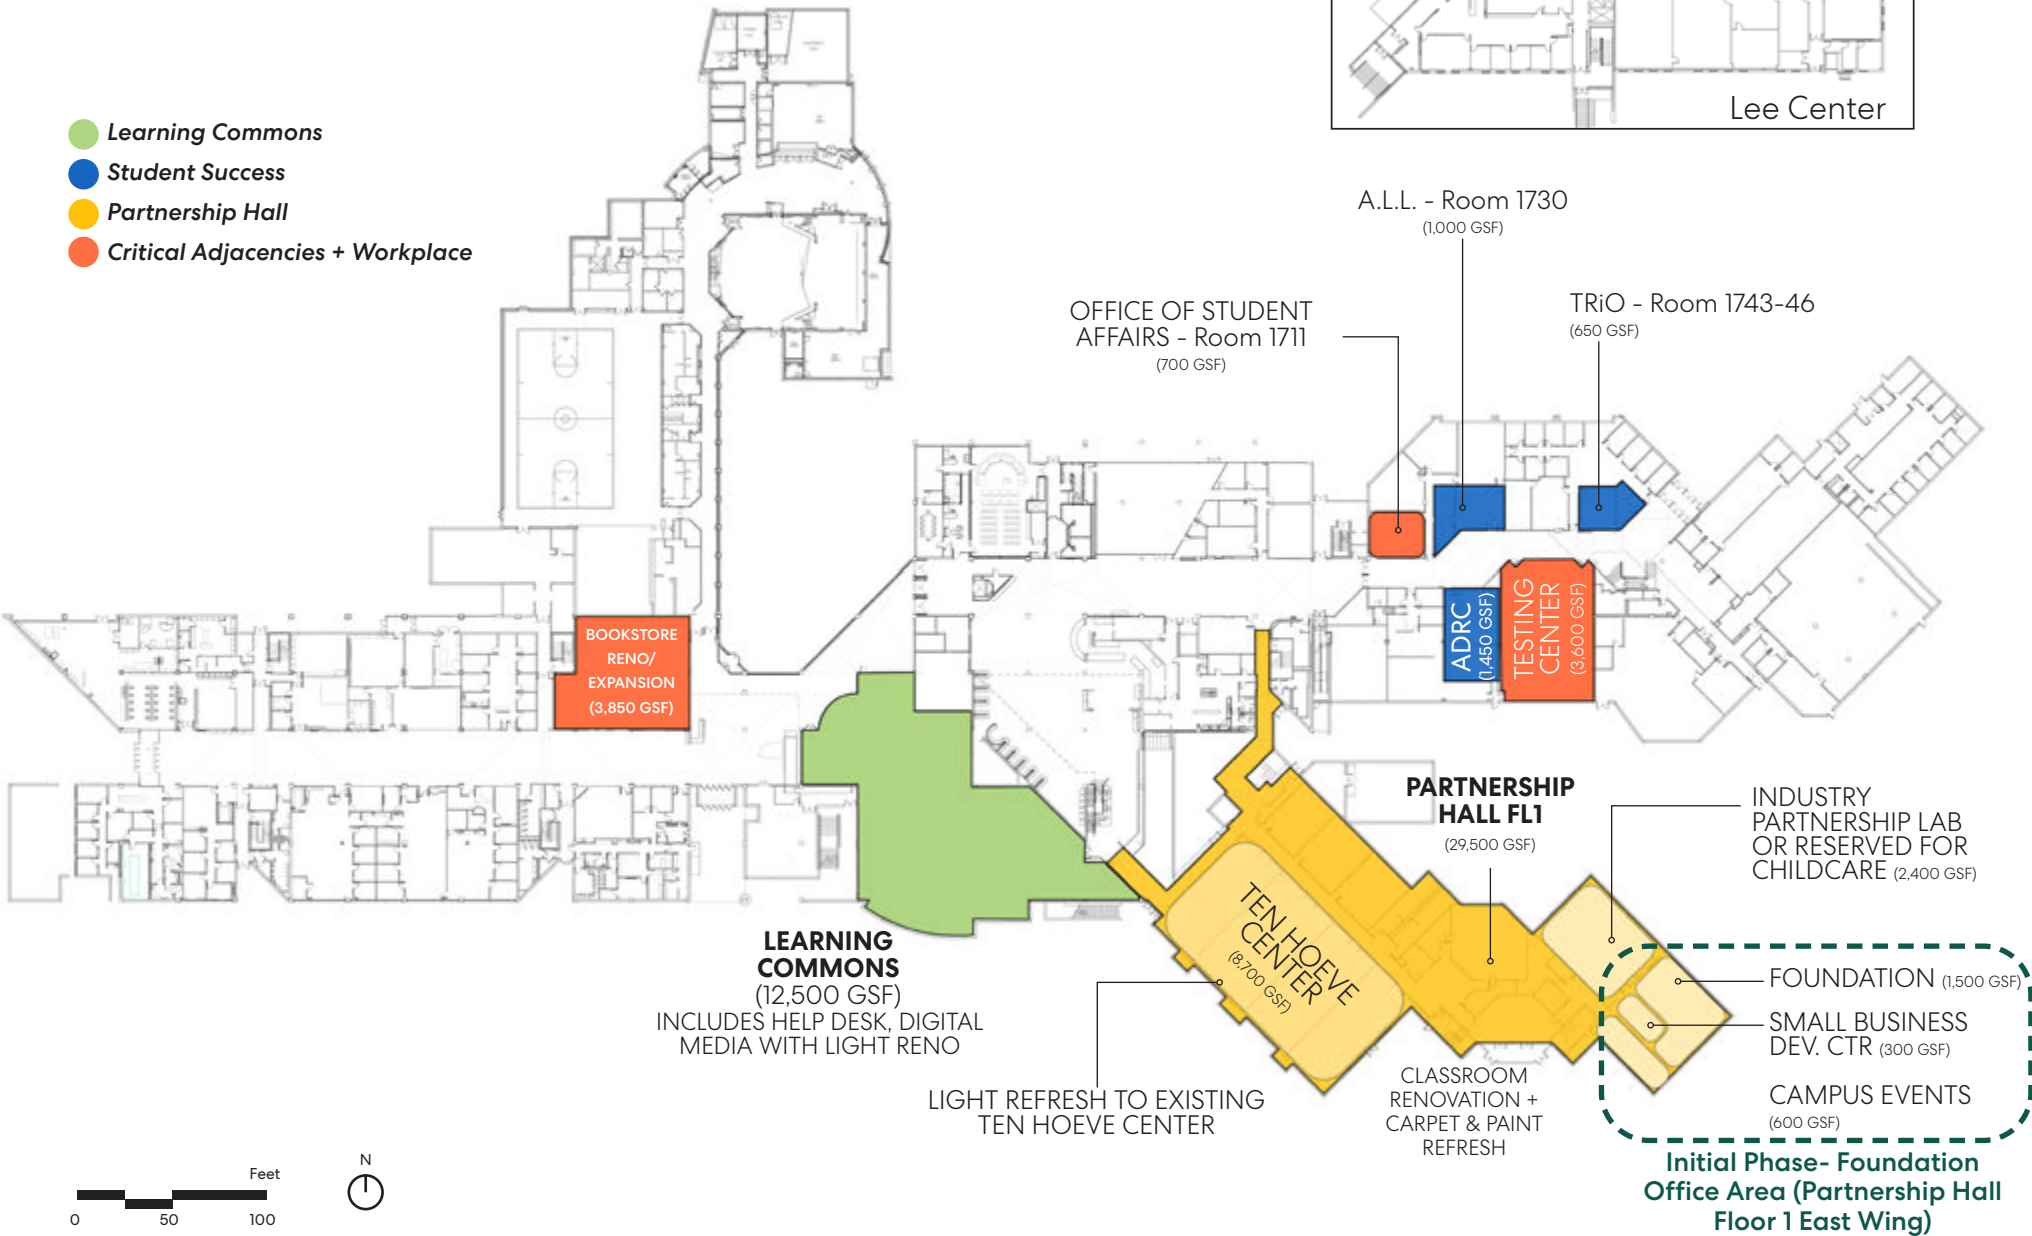 Lee Center
Learning Commons
Student Success
Partnership Hall
Critical Adjacencies + Workplace
A.L.L. - Room 1730
(1,000 GSF)
OFFICE OF STUDENT
AFFAIRS - Room 1711
(700 GSF)
TRiO - Room 1743-46
(650 GSF)
BOOKSTORE
RENO/
EXPANSION
(3,850 GSF)
ADRC
(1,450 GSF)
TESTING
CENTER
(3,600 GSF)
PARTNERSHIP
HALL FL1
(29,500 GSF)
INDUSTRY
PARTNERSHIP LAB
OR RESERVED FOR
CHILDCARE (2,400 GSF)
TEN HOEVE
CENTER
(8,700 GSF)
LEARNING
COMMONS
(12,500 GSF)
INCLUDES HELP DESK, DIGITAL
MEDIA WITH LIGHT RENO
FOUNDATION (1,500 GSF)
SMALL BUSINESS
DEV. CTR (300 GSF)
CAMPUS EVENTS
(600 GSF)
LIGHT REFRESH TO EXISTING
TEN HOEVE CENTER
CLASSROOM
RENOVATION +
CARPET & PAINT
REFRESH
Initial Phase- Foundation
Office Area (Partnership Hall
Floor 1 East Wing)
Feet
0 50 100
N